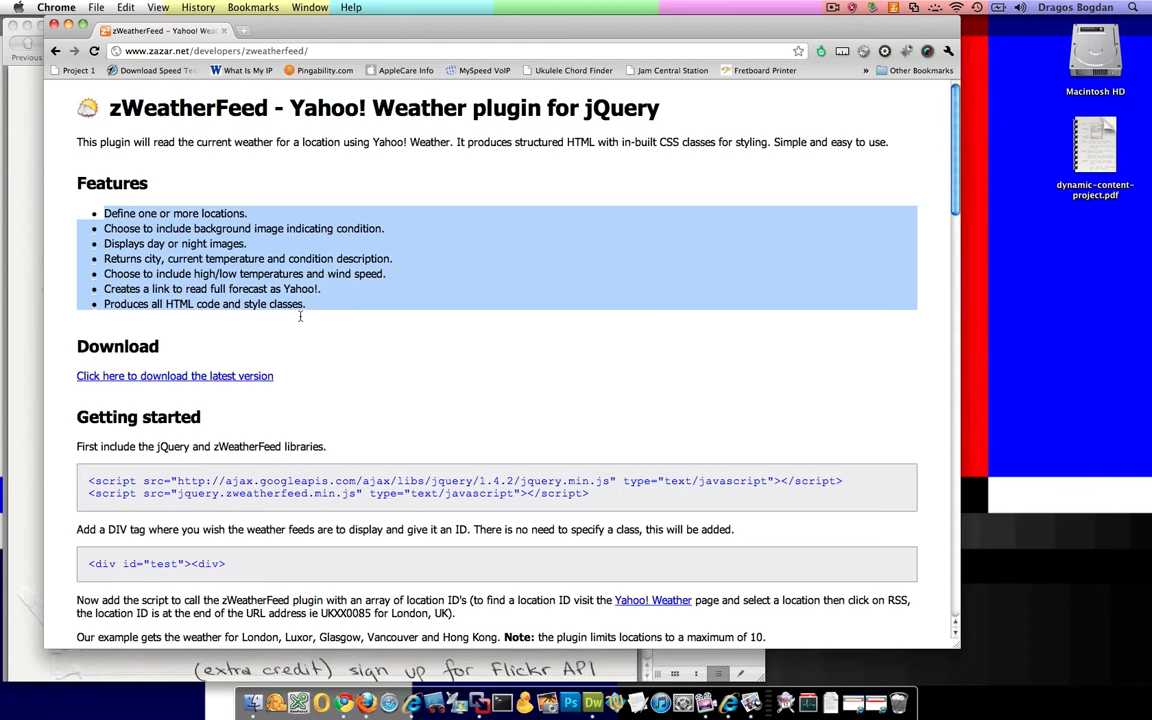 Chrome File Edit View History Bookmarks Window Help Dragos Bogdan
zWeatherFeed - Yahoo! Wea
www.zazar.net/developers/zweatherfeed/
Previous
Project 1 Download Speed Te What Is My IP Pingability.com AppleCare Info MySpeed VoIP Ukulele Chord Finder Jam Central Station Fretboard Printer » Other Bookmarks
Macintosh HD
dynamic-content-
project.pdf
zWeatherFeed - Yahoo! Weather plugin for jQuery
This plugin will read the current weather for a location using Yahoo! Weather. It produces structured HTML with in-built CSS classes for styling. Simple and easy to use.
Features
• Define one or more locations.
• Choose to include background image indicating condition.
• Displays day or night images.
• Returns city, current temperature and condition description.
• Choose to include high/low temperatures and wind speed.
• Creates a link to read full forecast as Yahoo!.
• Produces all HTML code and style classes.
Download
Click here to download the latest version
Getting started
First include the jQuery and zWeatherFeed libraries.
<script src="http://ajax.googleapis.com/ajax/libs/jquery/1.4.2/jquery.min.js" type="text/javascript"></script>
<script src="jquery.zweatherfeed.min.js" type="text/javascript"></script>
Add a DIV tag where you wish the weather feeds are to display and give it an ID. There is no need to specify a class, this will be added.
<div id="test"><div>
Now add the script to call the zWeatherFeed plugin with an array of location ID's (to find a location ID visit the Yahoo! Weather page and select a location then click on RSS,
the location ID is at the end of the URL address ie UKXX0085 for London, UK).
Our example gets the weather for London, Luxor, Glasgow, Vancouver and Hong Kong. Note: the plugin limits locations to a maximum of 10.
(extra credit) sign up for Flickr API
Ps Dw